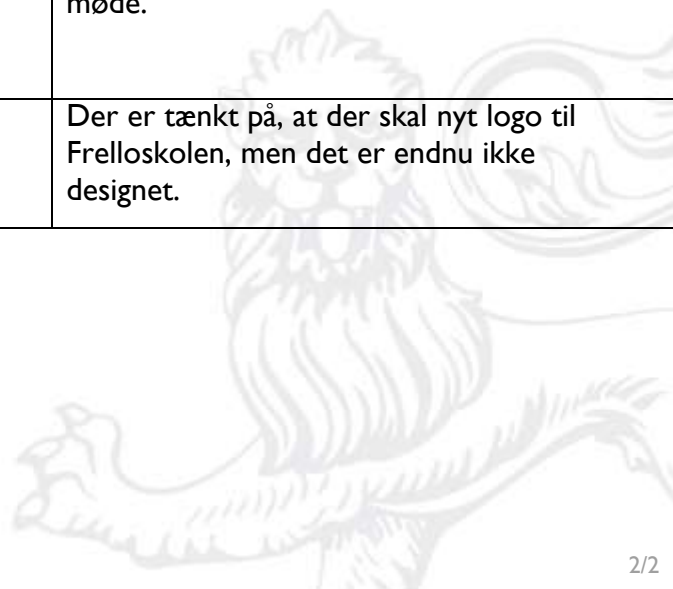 møde.
Der er tænkt på, at der skal nyt logo til
Frelloskolen, men det er endnu ikke
designet.
2/2